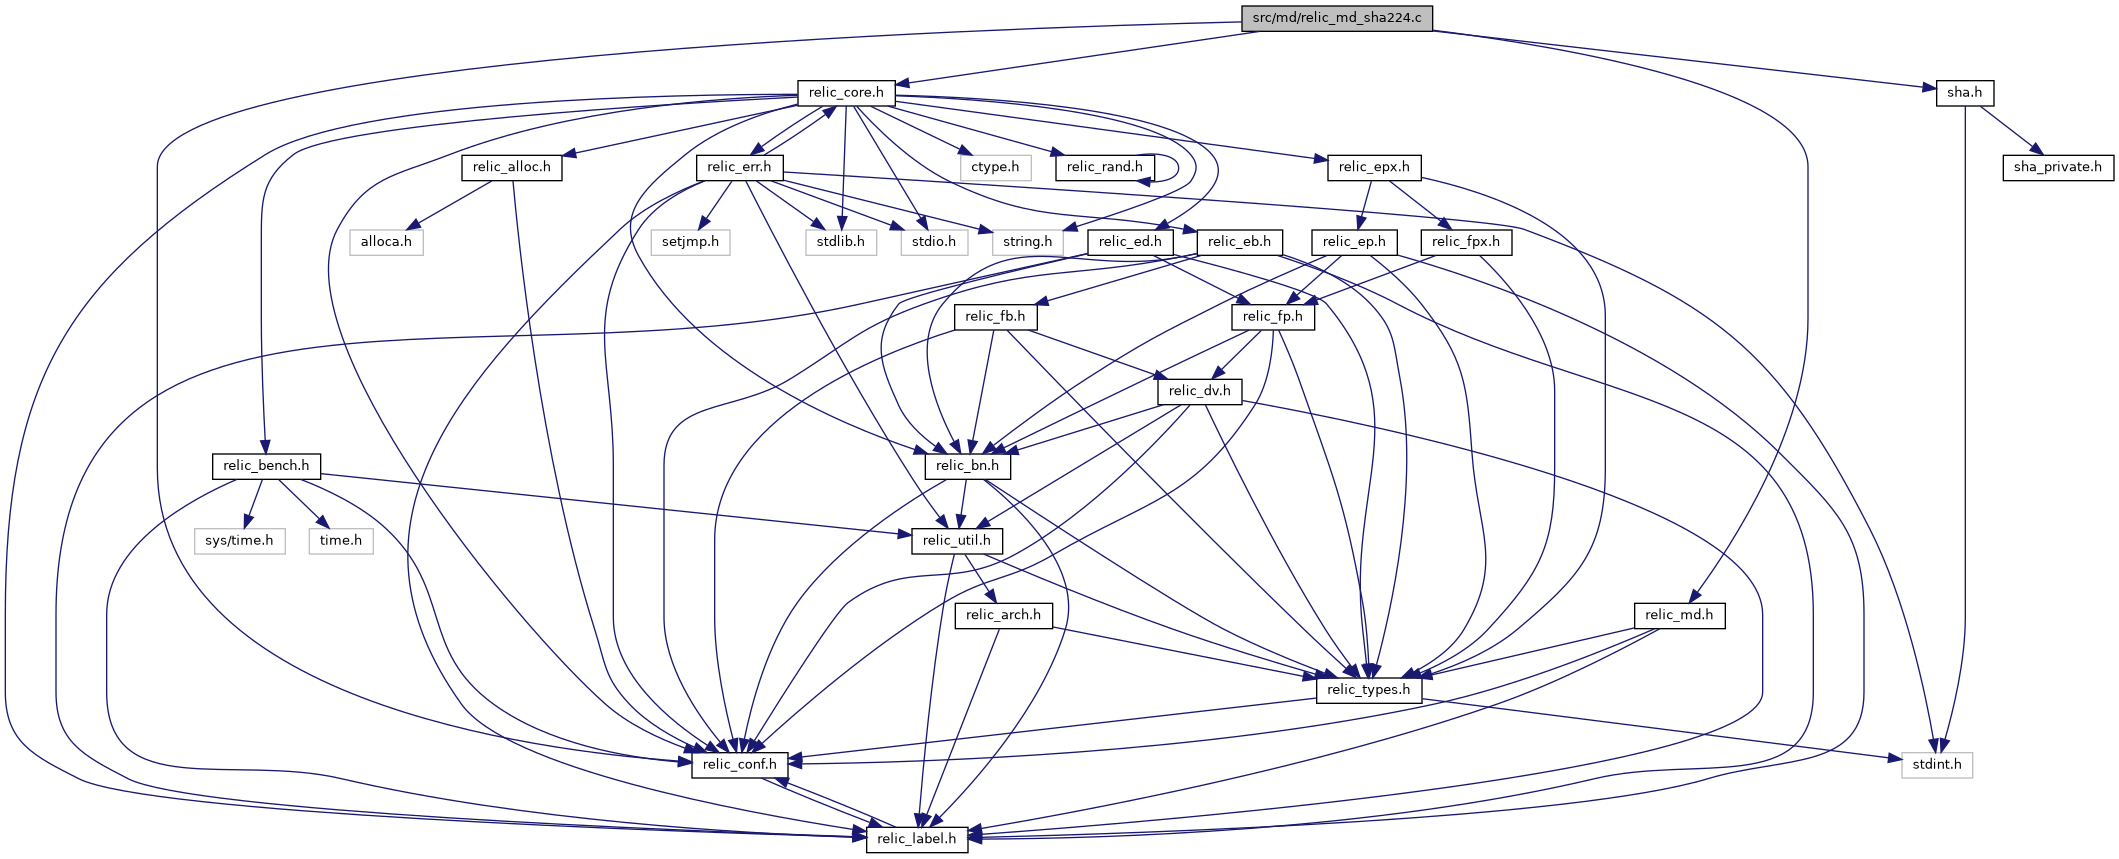 src/md/relic_md_sha224.c
relic_core.h
sha.h
relic_alloc.h
relic_err.h
ctype.h
relic_rand.h
relic_epx.h
sha_private.h
alloca.h
setjmp.h
stdlib.h
stdio.h
string.h
relic_ed.h
relic_eb.h
relic_ep.h
relic_fpx.h
relic_fb.h
relic_fp.h
relic_dv.h
relic_bench.h
relic_bn.h
sys/time.h
time.h
relic_util.h
relic_arch.h
relic_md.h
relic_types.h
relic_conf.h
stdint.h
relic_label.h